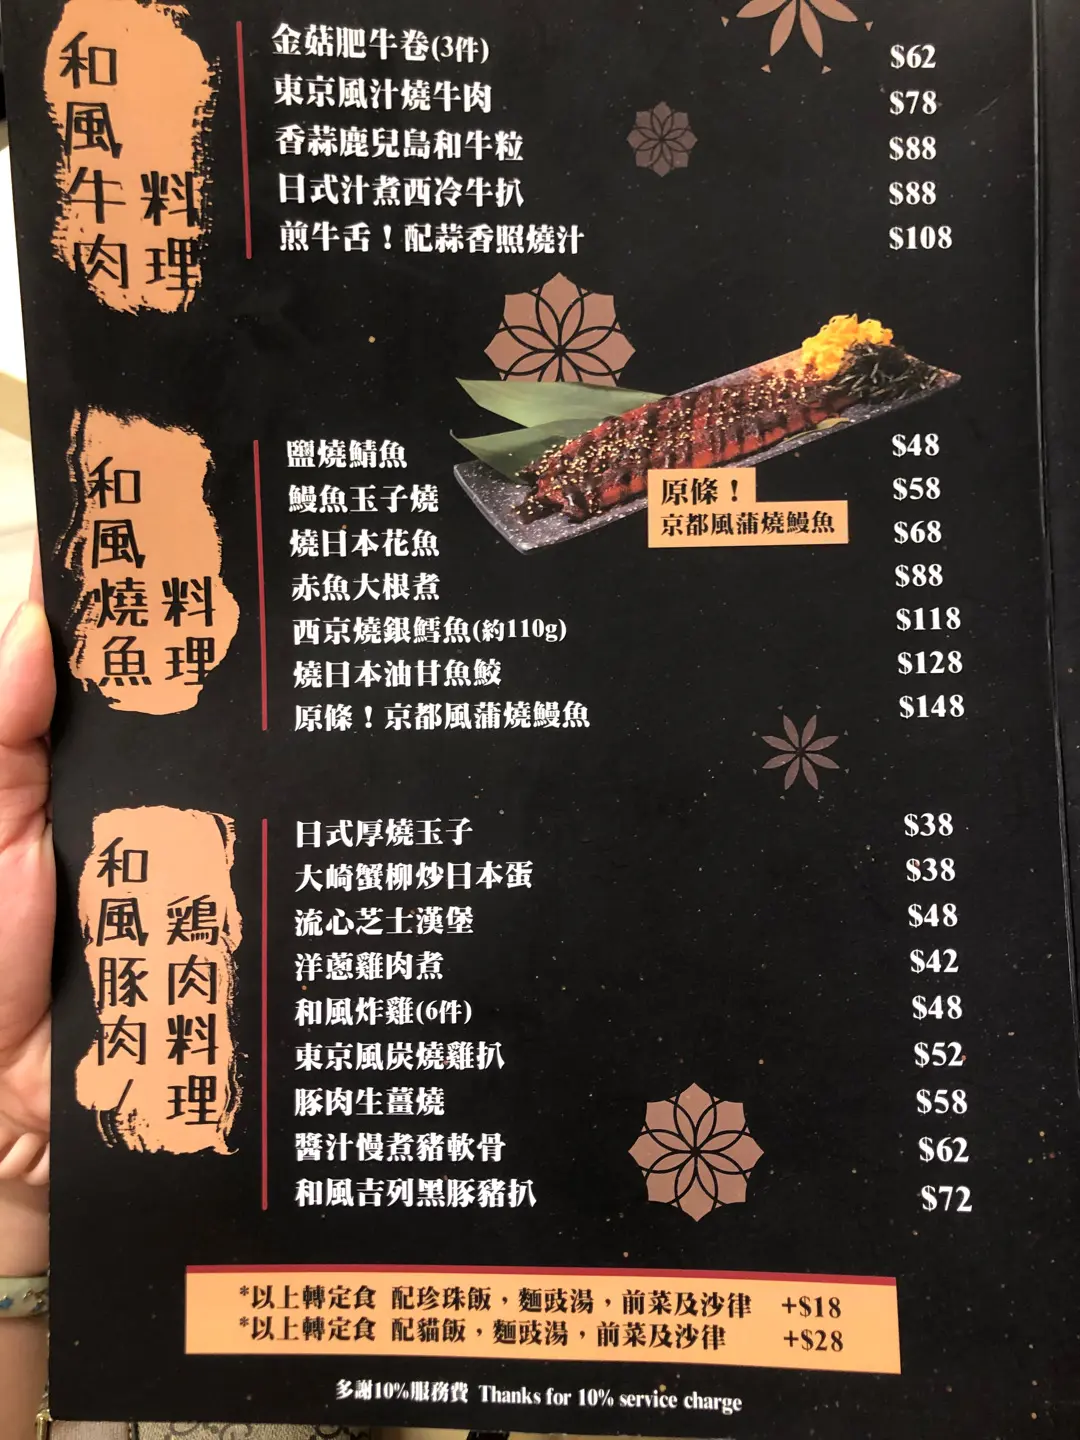 和風牛肉料理
金菇肥牛卷(3件) $62
東京風汁燒牛肉 $78
香蒜鹿兒島和牛粒 $88
日式汁煮西冷牛扒 $88
煎牛舌！配蒜香照燒汁 $108
和風燒魚料理
鹽燒鯖魚 $48
鰻魚玉子燒 $58
燒日本花魚 $68
赤魚大根煮 $88
西京燒銀鱈魚(約110g) $118
燒日本油甘魚鮫 $128
原條！京都風蒲燒鰻魚 $148
原條！
京都風蒲燒鰻魚
和風豚肉/鶏肉料理
日式厚燒玉子 $38
大崎蟹柳炒日本蛋 $38
流心芝士漢堡 $48
洋蔥雞肉煮 $42
和風炸雞(6件) $48
東京風炭燒雞扒 $52
豚肉生薑燒 $58
醬汁慢煮豬軟骨 $62
和風吉列黑豚豬扒 $72
*以上轉定食 配珍珠飯，麵豉湯，前菜及沙律 +$18
*以上轉定食 配貓飯，麵豉湯，前菜及沙律 +$28
多謝10%服務費 Thanks for 10% service charge